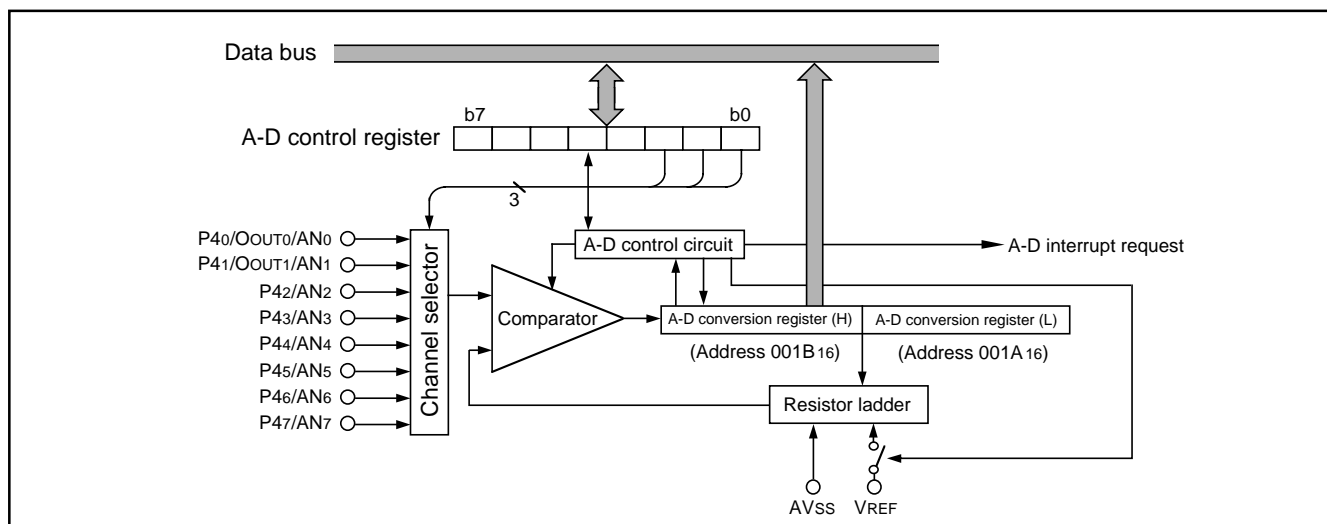 Data bus
b7 b0
A-D control register
3
P40/OOUT0/AN0
P41/OOUT1/AN1
P42/AN2
P43/AN3
P44/AN4
P45/AN5
P46/AN6
P47/AN7
Channel selector
A-D control circuit
A-D interrupt request
Comparator
A-D conversion register (H)
A-D conversion register (L)
(Address 001B16)
(Address 001A16)
Resistor ladder
AVSS
VREF